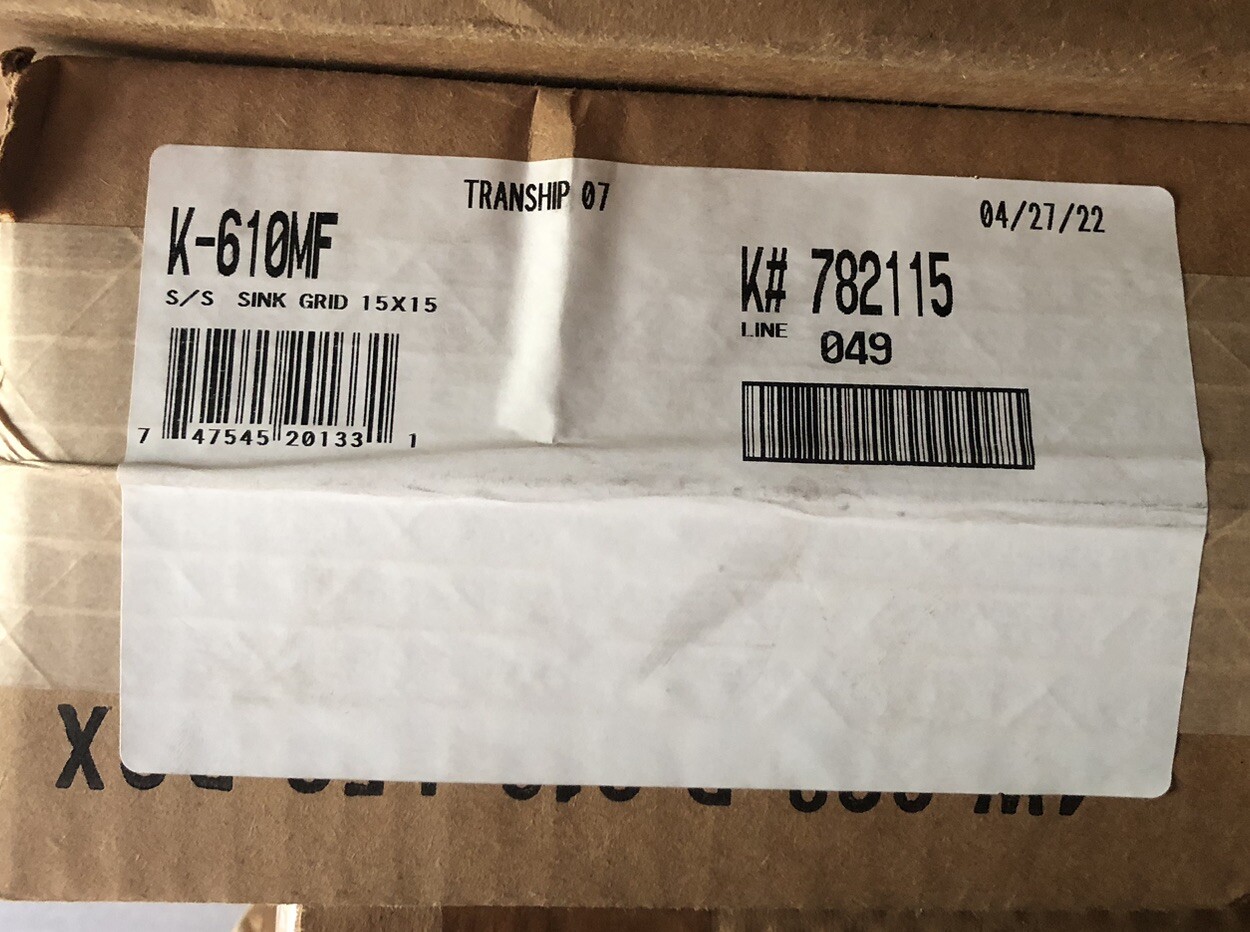 TRANSHIP 07
04/27/22
K-610MF
S/S SINK GRID 15X15
K# 782115
LINE 049
7 47545 20133 1
X